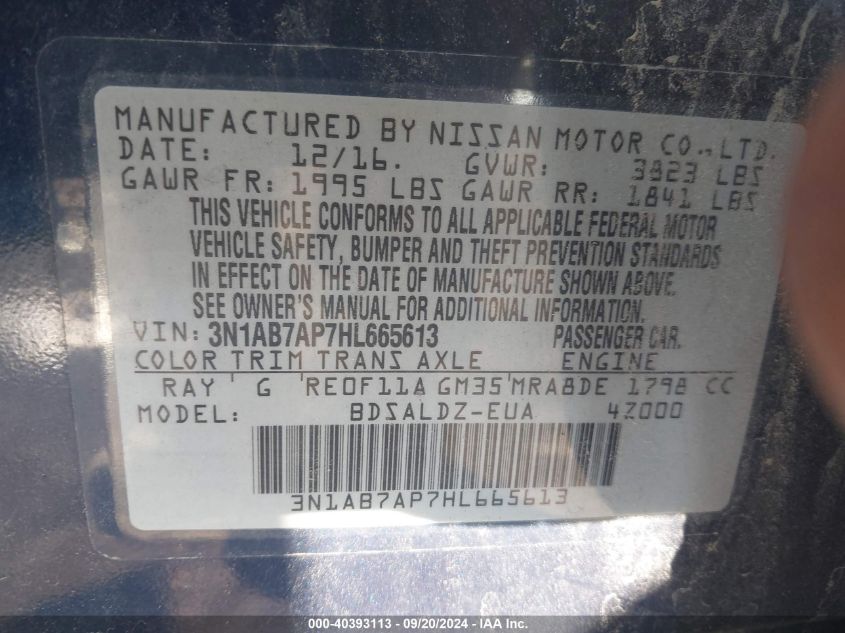 MANUFACTURED BY NISSAN MOTOR CO.,LTD.
DATE: 12/16. GVWR: 3823 LBS
GAWR FR: 1995 LBS GAWR RR: 1841 LBS
THIS VEHICLE CONFORMS TO ALL APPLICABLE FEDERAL MOTOR
VEHICLE SAFETY, BUMPER AND THEFT PREVENTION STANDARDS
IN EFFECT ON THE DATE OF MANUFACTURE SHOWN ABOVE.
SEE OWNER'S MANUAL FOR ADDITIONAL INFORMATION.
VIN: 3N1AB7AP7HL665613 PASSENGER CAR.
COLOR TRIM TRANS AXLE ENGINE
RAY G RE0F11A GM35 MRA8DE 1798 CC
MODEL: BDSALDZ-EUA 4Z000
3N1AB7AP7HL665613
© COPART - 40393113 - 09/20/2024 - IAA, INC.